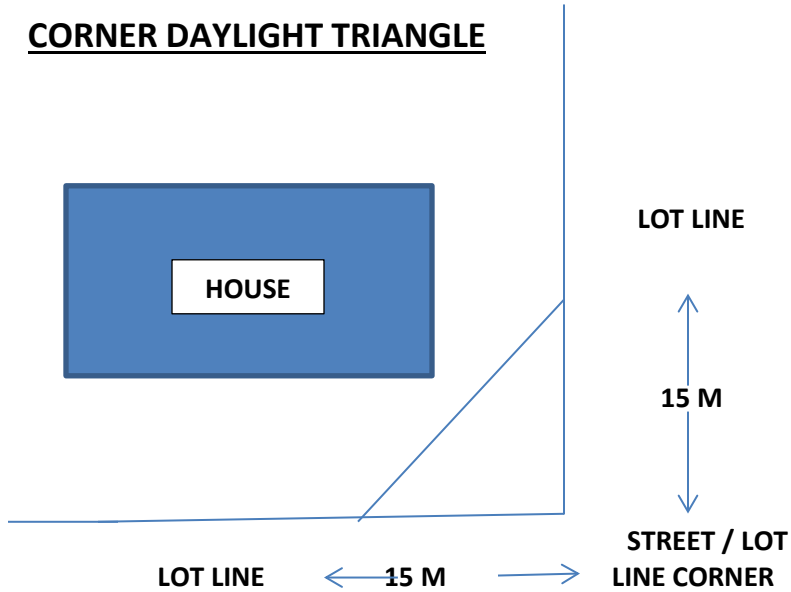 CORNER DAYLIGHT TRIANGLE
LOT LINE
HOUSE
15 M
STREET / LOT
LINE CORNER
LOT LINE
15 M